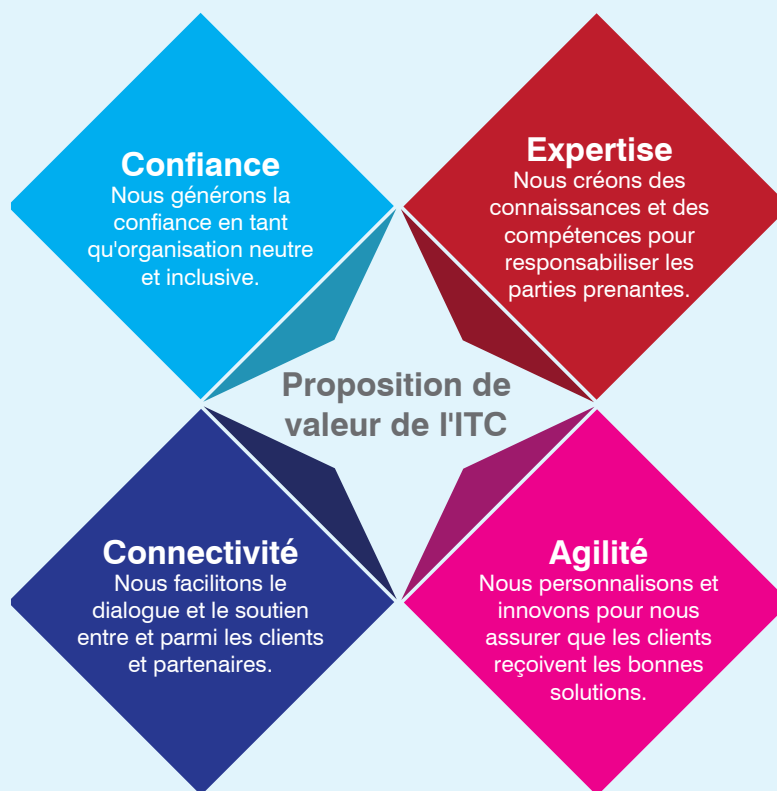 Confiance
Nous générons la
confiance en tant
qu'organisation neutre
et inclusive.
Expertise
Nous créons des
connaissances et des
compétences pour
responsabiliser les
parties prenantes.
Proposition de
valeur de l'ITC
Connectivité
Nous facilitons le
dialogue et le soutien
entre et parmi les clients
et partenaires.
Agilité
Nous personnalisons et
innovons pour nous
assurer que les clients
reçoivent les bonnes
solutions.